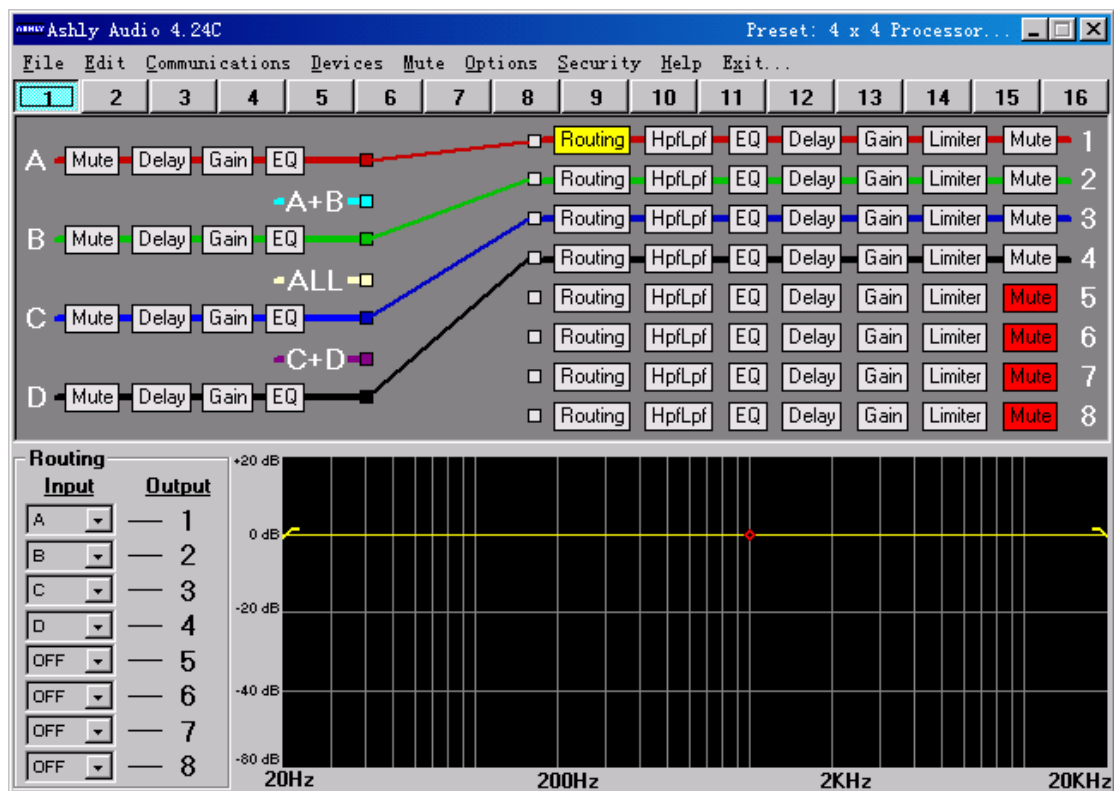 ASHLY Ashly Audio 4.24C Preset: 4 x 4 Processor...
File Edit Communications Devices Mute Options Security Help Exit...
1 2 3 4 5 6 7 8 9 10 11 12 13 14 15 16
A Mute Delay Gain EQ Routing HpfLpf EQ Delay Gain Limiter Mute 1
A+B Routing HpfLpf EQ Delay Gain Limiter Mute 2
B Mute Delay Gain EQ Routing HpfLpf EQ Delay Gain Limiter Mute 3
ALL Routing HpfLpf EQ Delay Gain Limiter Mute 4
C Mute Delay Gain EQ Routing HpfLpf EQ Delay Gain Limiter Mute 5
C+D Routing HpfLpf EQ Delay Gain Limiter Mute 6
D Mute Delay Gain EQ Routing HpfLpf EQ Delay Gain Limiter Mute 7
Routing HpfLpf EQ Delay Gain Limiter Mute 8
Routing
Input Output
A 1
B 2
C 3
D 4
OFF 5
OFF 6
OFF 7
OFF 8
+20 dB
0 dB
-20 dB
-40 dB
-80 dB
20Hz 200Hz 2KHz 20KHz